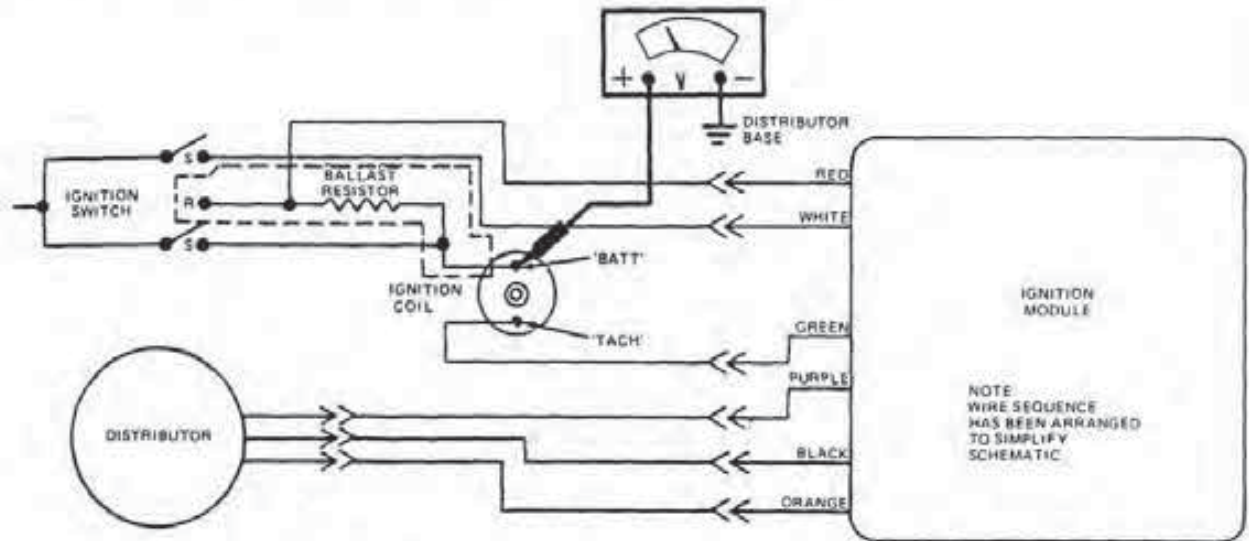 + V -
DISTRIBUTOR
BASE
S
IGNITION
SWITCH
R
BALLAST
RESISTOR
S
RED
WHITE
'BATT'
IGNITION
COIL
'TACH'
GREEN
PURPLE
IGNITION
MODULE
DISTRIBUTOR
BLACK
ORANGE
NOTE
WIRE SEQUENCE
HAS BEEN ARRANGED
TO SIMPLIFY
SCHEMATIC